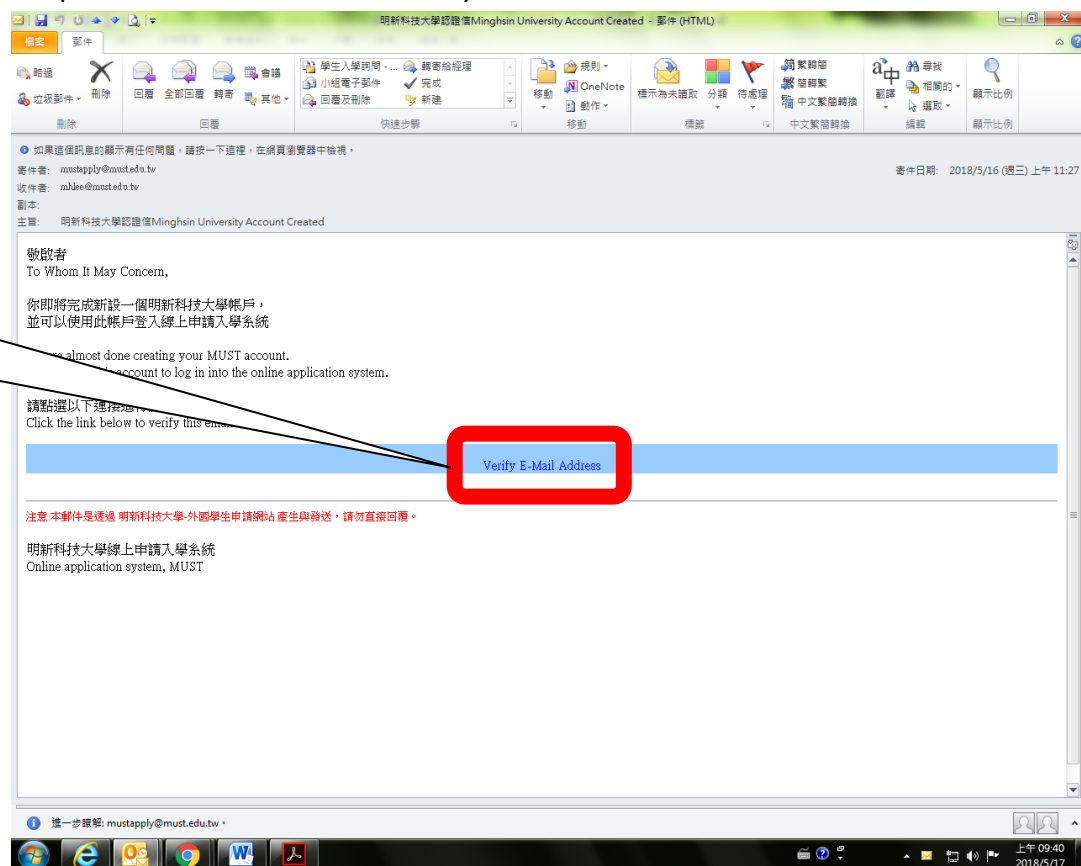 明新科技大學認證信Minghsin University Account Created - 郵件 (HTML)
檔案 郵件
略過
垃圾郵件
刪除
回覆 全部回覆 轉寄
會議
其他
學生入學詢問 - ...
轉寄給經理
小組電子郵件
完成
回覆及刪除
新建
移動
規則
OneNote
動作
標示為未讀取 分類 待處理
繁轉簡
簡轉繁
中文繁簡轉換
翻譯
尋找
相關的
選取
顯示比例
刪除 回覆 快速步驟 移動 標籤 中文繁簡轉換 編輯 顯示比例
如果這個訊息的顯示有任何問題，請按一下這裡，在網頁瀏覽器中檢視。
寄件者: mustapply@must.edu.tw 寄件日期: 2018/5/16 (週三) 上午 11:27
收件者: mhlee@must.edu.tw
副本:
主旨: 明新科技大學認證信Minghsin University Account Created
敬啟者
To Whom It May Concern,
你即將完成新設一個明新科技大學帳戶，
並可以使用此帳戶登入線上申請入學系統
almost done creating your MUST account.
account to log in into the online application system.
請點選以下連接
Click the link below to verify this
Verify E-Mail Address
注意:本郵件是透過 明新科技大學-外國學生申請網站 產生與發送，請勿直接回覆。
明新科技大學線上申請入學系統
Online application system, MUST
進一步瞭解: mustapply@must.edu.tw。
上午 09:40
2018/5/17